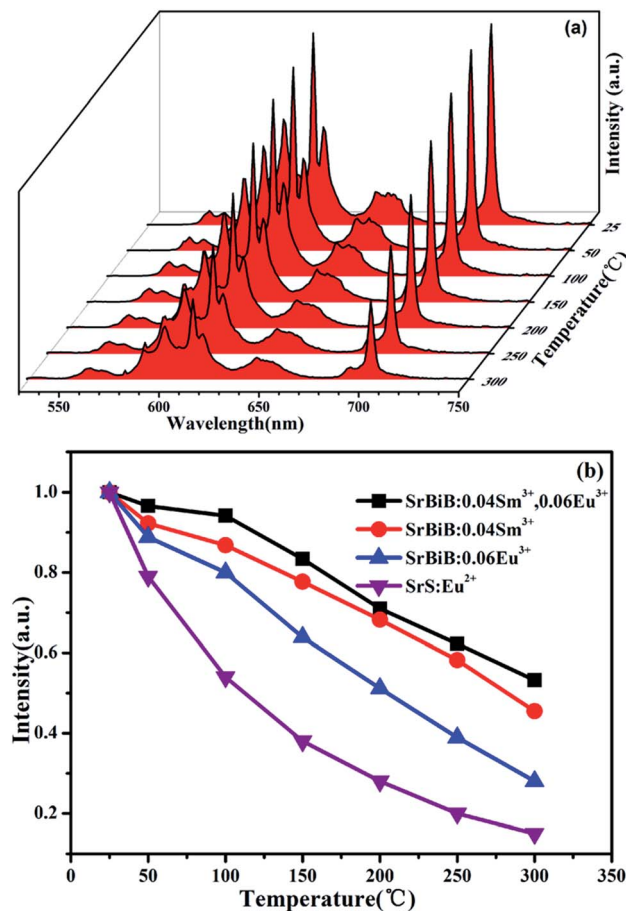 (a)
Intensity (a.u.)
25
50
100
150
200
250
300
Temperature(℃)
550 600 650 700 750
Wavelength(nm)
(b)
1.0
0.8
0.6
0.4
0.2
SrBiB:0.04Sm³⁺,0.06Eu³⁺
SrBiB:0.04Sm³⁺
SrBiB:0.06Eu³⁺
SrS:Eu²⁺
Intensity(a.u.)
0 50 100 150 200 250 300 350
Temperature(℃)